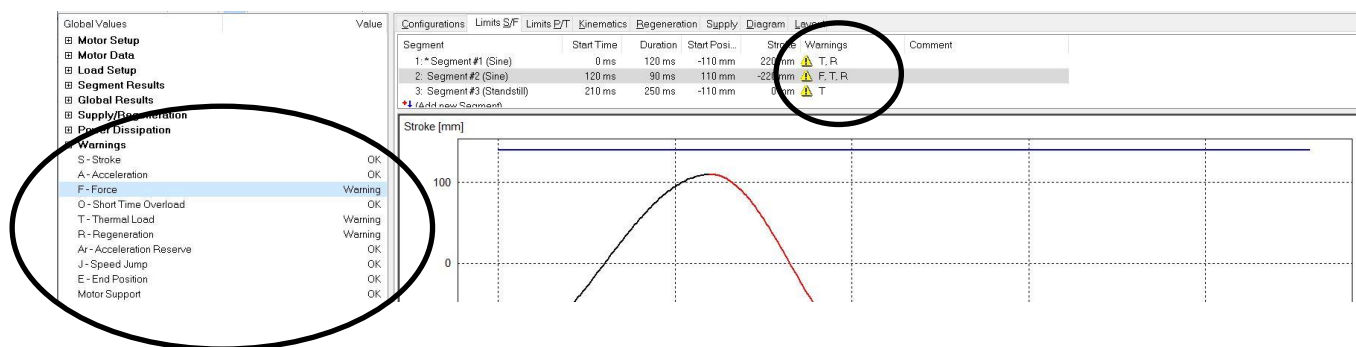 Global Values Value
Motor Setup
Motor Data
Load Setup
Segment Results
Global Results
Supply/Regeneration
Power Dissipation
Warnings
S - Stroke OK
A - Acceleration OK
F - Force Warning
O - Short Time Overload OK
T - Thermal Load Warning
R - Regeneration Warning
Ar - Acceleration Reserve OK
J - Speed Jump OK
E - End Position OK
Motor Support OK
Configurations Limits S/F Limits P/T Kinematics Regeneration Supply Diagram
Segment Start Time Duration Start Posi... Stroke Warnings Comment
1:* Segment #1 (Sine) 0 ms 120 ms -110 mm 220 mm T, R
2: Segment #2 (Sine) 120 ms 90 ms 110 mm -220 mm F, T, R
3: Segment #3 (Standstill) 210 ms 250 ms -110 mm 0 mm T
(Add new Segment)
Stroke [mm]
100
0